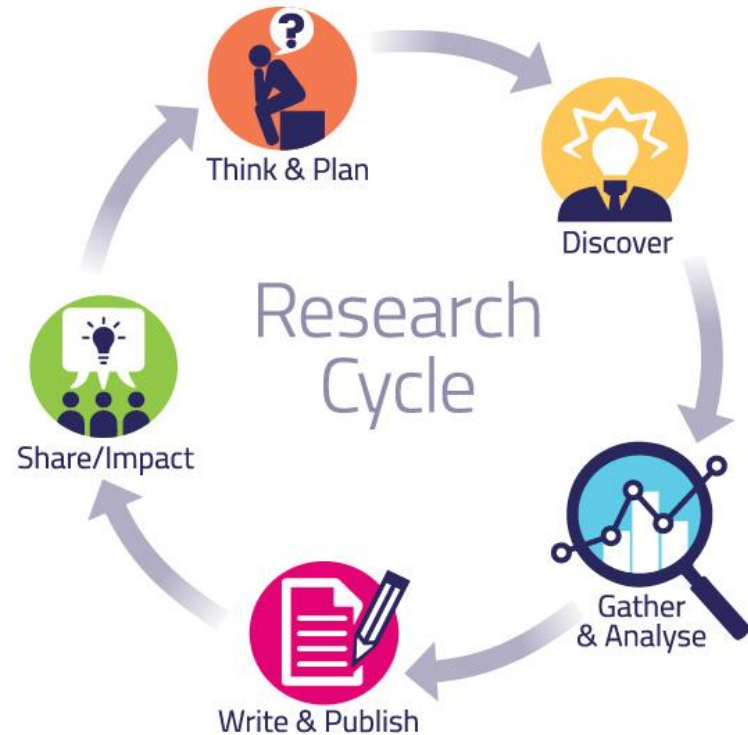 ?
Think & Plan
Discover
Research
Cycle
Share/Impact
Gather
& Analyse
Write & Publish